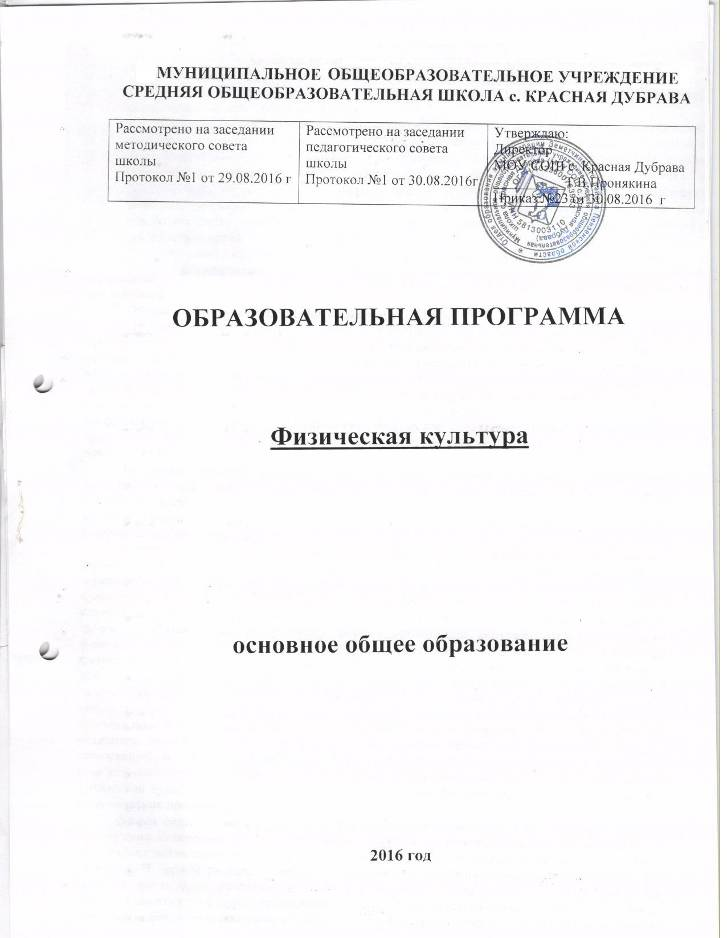 МУНИЦИПАЛЬНОЕ ОБЩЕОБРАЗОВАТЕЛЬНОЕ УЧРЕЖДЕНИЕ
СРЕДНЯЯ ОБЩЕОБРАЗОВАТЕЛЬНАЯ ШКОЛА с. КРАСНАЯ ДУБРАВА
Рассмотрено на заседании
методического совета
школы
Протокол №1 от 29.08.2016 г
Рассмотрено на заседании
педагогического совета
школы
Протокол №1 от 30.08.2016г
Утверждаю:
Директор
МОУ СОШ с. Красная Дубрава
Т.В.Пронякина
Приказ №23 от 30.08.2016 г
ОБРАЗОВАТЕЛЬНАЯ ПРОГРАММА
Физическая культура
основное общее образование
2016 год